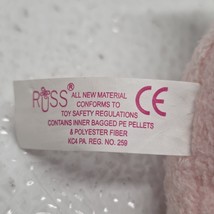 RUSS
ALL NEW MATERIAL
CONFORMS TO
TOY SAFETY REGULATIONS
CONTAINS INNER BAGGED PE PELLETS
& POLYESTER FIBER
KD4 PA. REG. NO. 259
CE